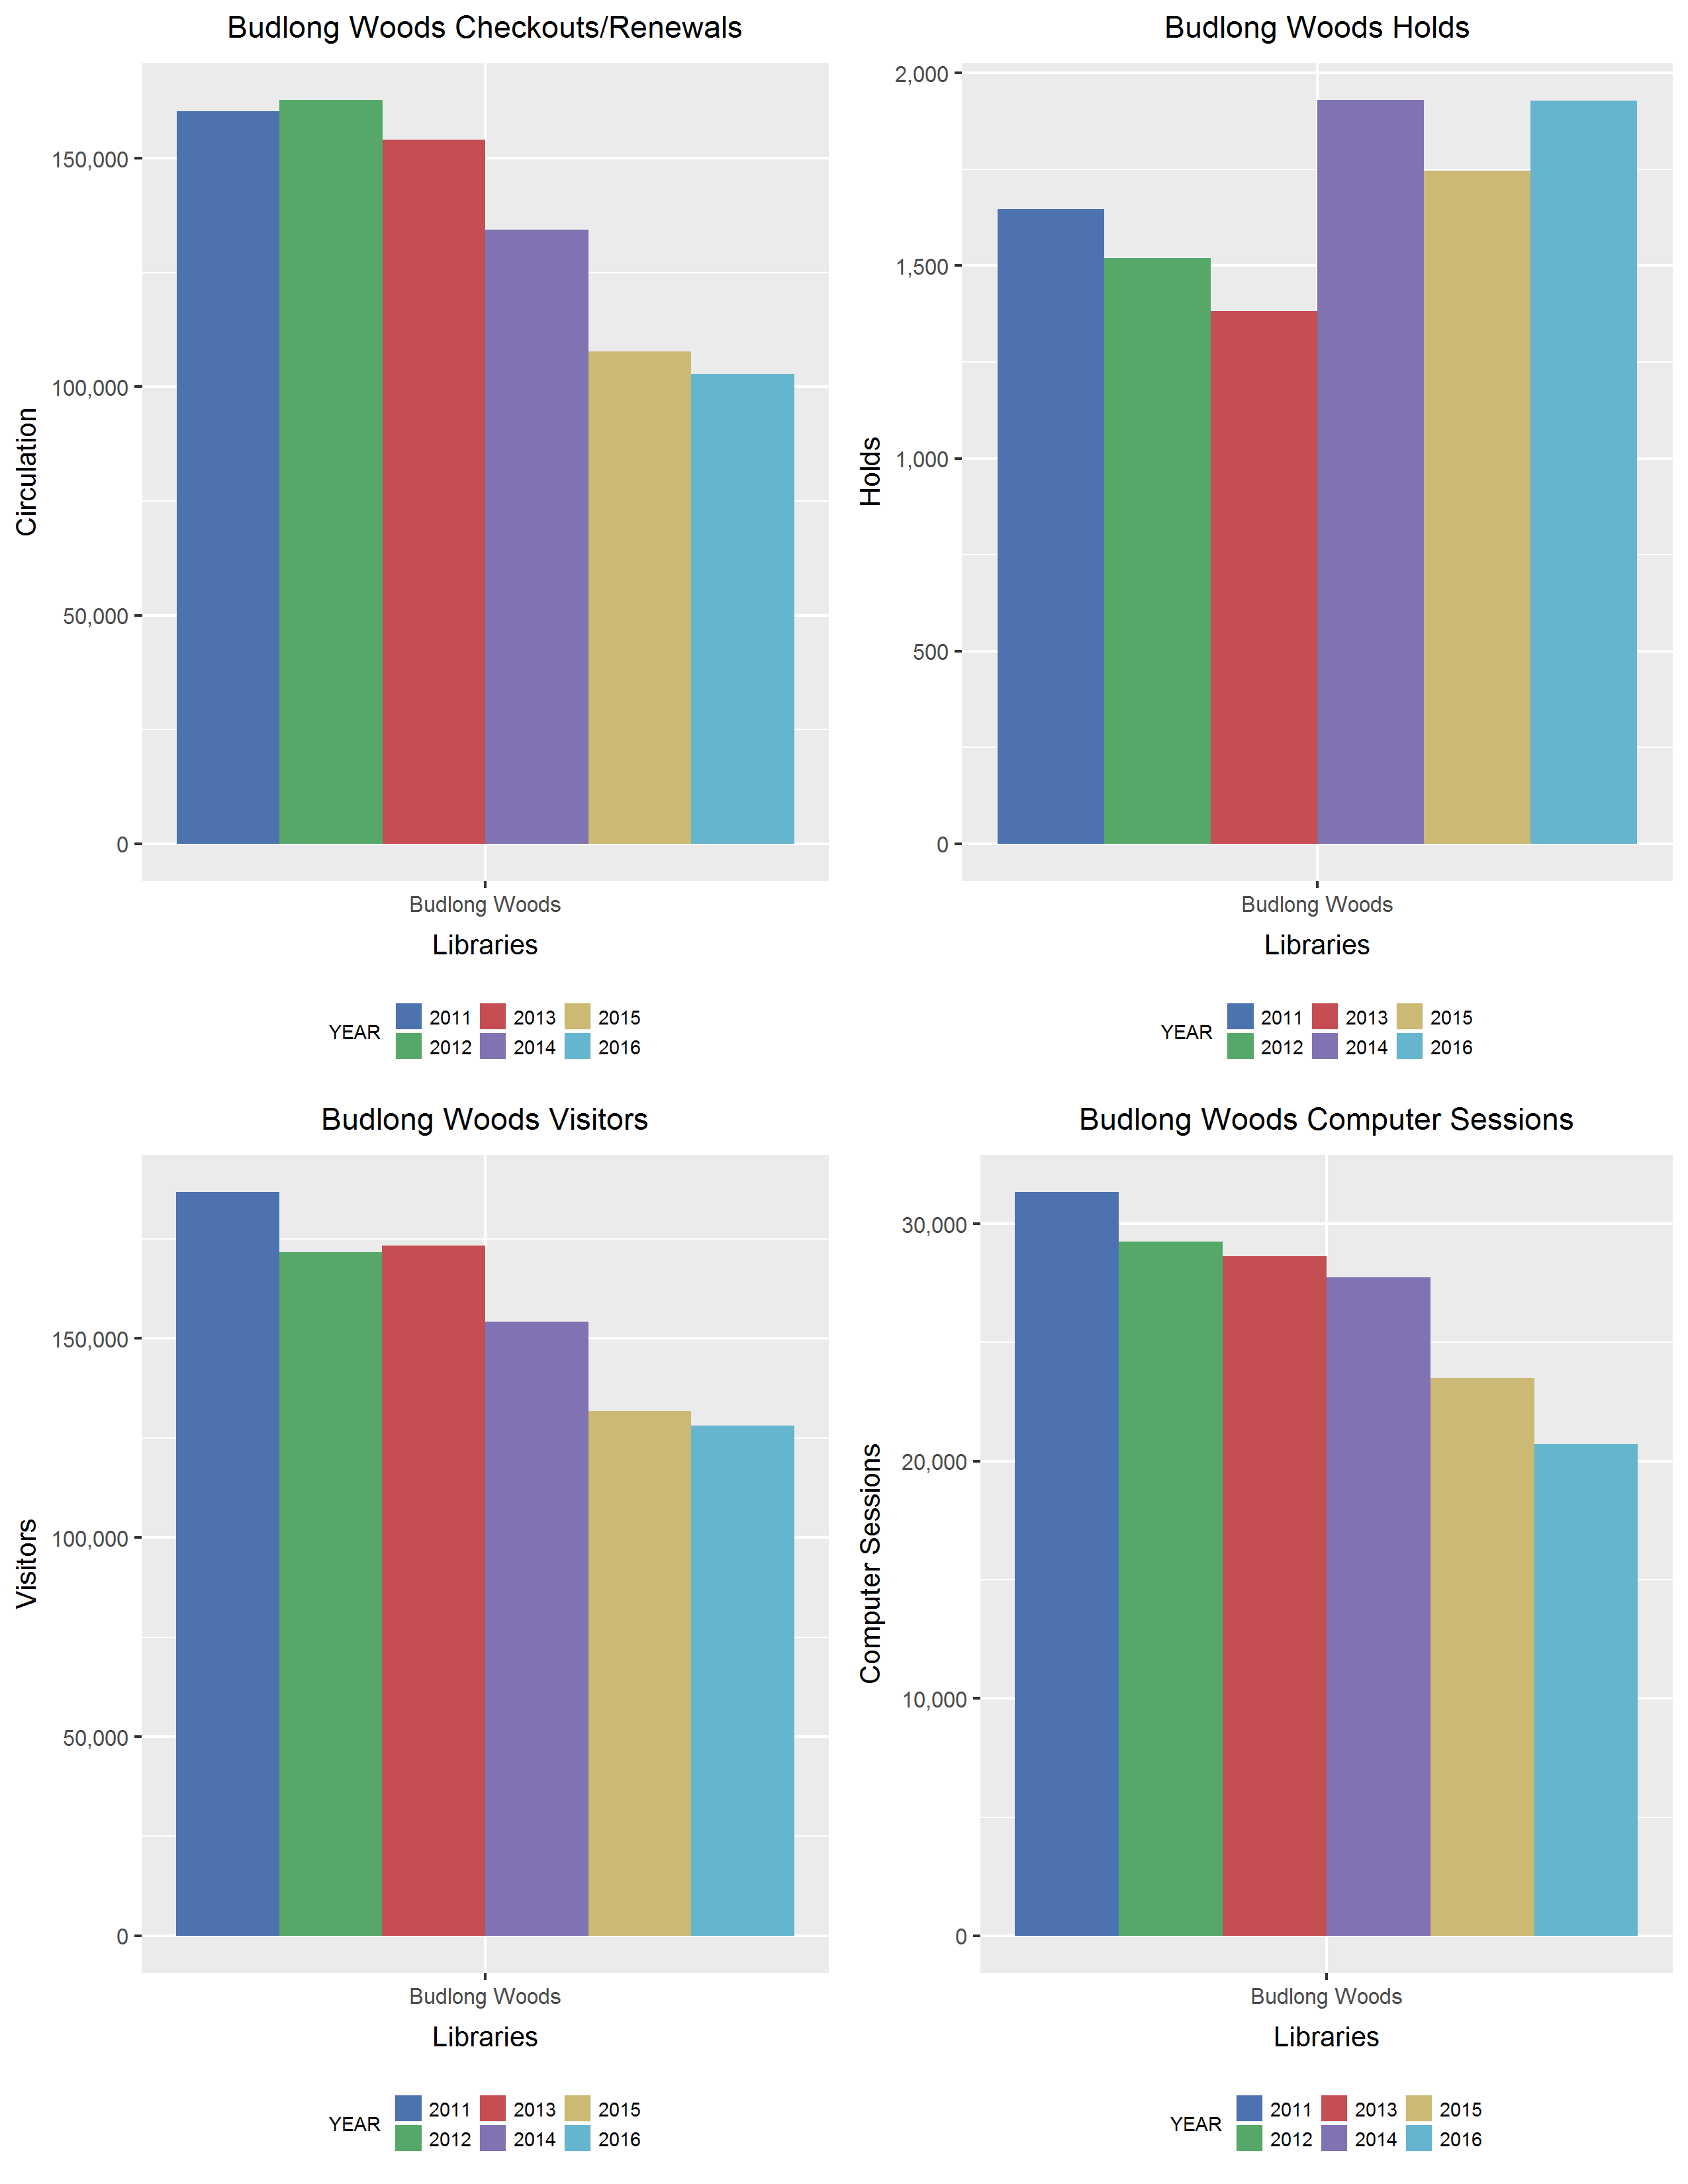 Budlong Woods Checkouts/Renewals
Circulation
150,000
100,000
50,000
0
Budlong Woods
Libraries
YEAR
2011 2013 2015
2012 2014 2016
Budlong Woods Holds
Holds
2,000
1,500
1,000
500
0
Budlong Woods
Libraries
YEAR
2011 2013 2015
2012 2014 2016
Budlong Woods Visitors
Visitors
150,000
100,000
50,000
0
Budlong Woods
Libraries
YEAR
2011 2013 2015
2012 2014 2016
Budlong Woods Computer Sessions
Computer Sessions
30,000
20,000
10,000
0
Budlong Woods
Libraries
YEAR
2011 2013 2015
2012 2014 2016